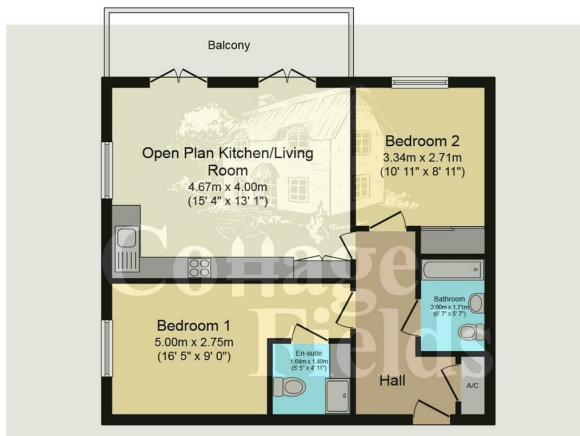 Balcony
Open Plan Kitchen/Living
Room
4.67m x 4.00m
(15' 4" x 13' 1")
Bedroom 2
3.34m x 2.71m
(10' 11" x 8' 11")
Cottage
Fields
Bedroom 1
5.00m x 2.75m
(16' 5" x 9' 0")
En-suite
1.64m x 1.49m
(5' 5" x 4' 11")
Bathroom
2.00m x 1.71m
(6' 7" x 5' 7")
Hall
A/C